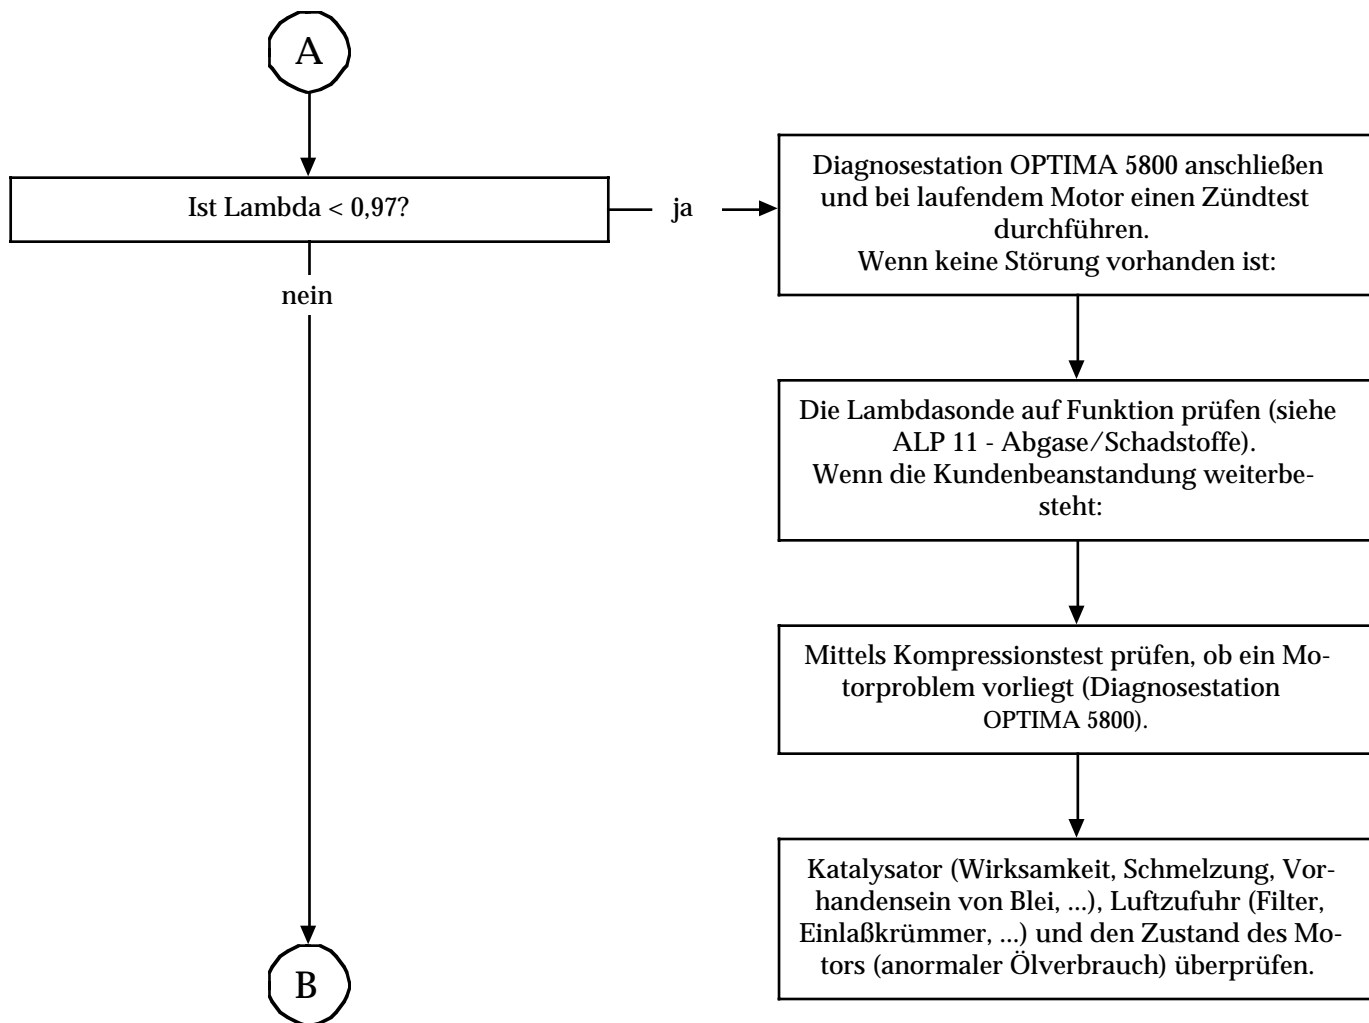 A
Ist Lambda < 0,97?
ja
nein
Diagnosestation OPTIMA 5800 anschließen
und bei laufendem Motor einen Zündtest
durchführen.
Wenn keine Störung vorhanden ist:
Die Lambdasonde auf Funktion prüfen (siehe
ALP 11 - Abgase/Schadstoffe).
Wenn die Kundenbeanstandung weiterbe-
steht:
Mittels Kompressionstest prüfen, ob ein Mo-
torproblem vorliegt (Diagnosestation
OPTIMA 5800).
Katalysator (Wirksamkeit, Schmelzung, Vor-
handensein von Blei, ...), Luftzufuhr (Filter,
Einlaßkrümmer, ...) und den Zustand des Mo-
tors (anormaler Ölverbrauch) überprüfen.
B